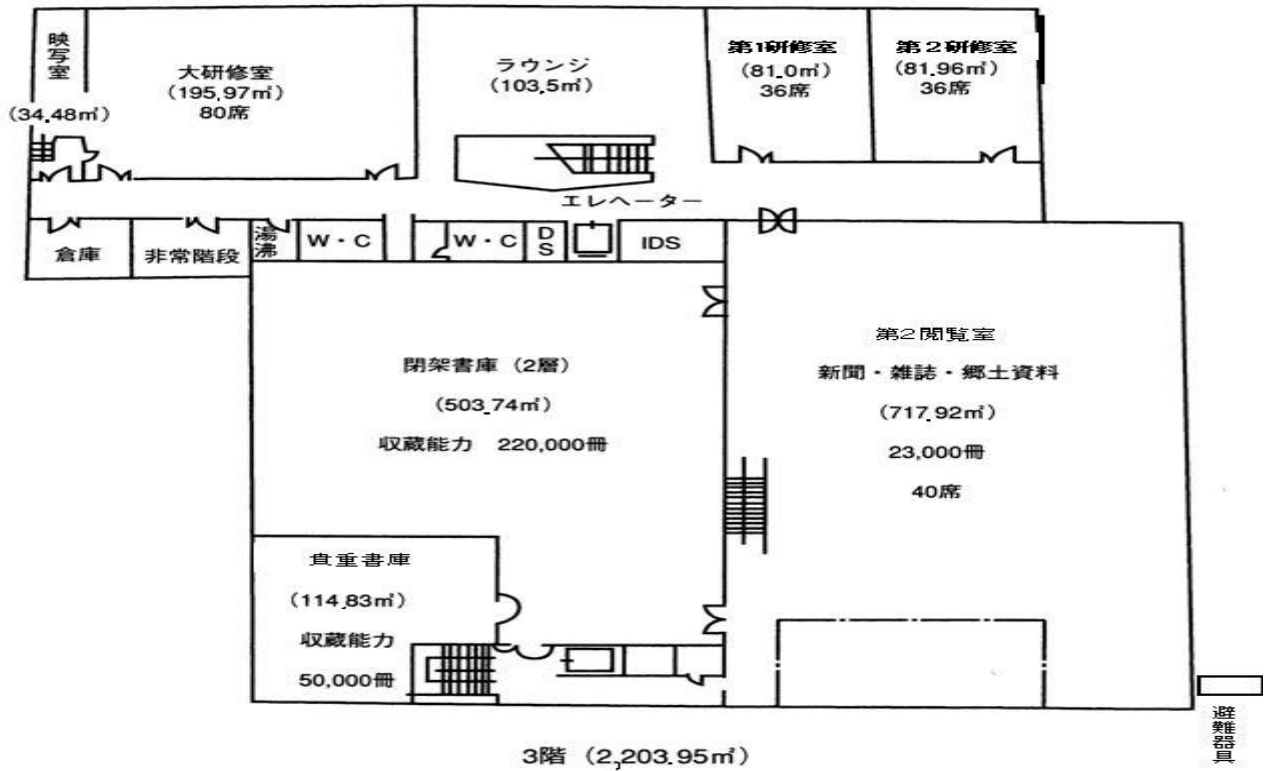 映写室
(34.48㎡)
大研修室
(195.97㎡)
80席
ラウンジ
(103.5㎡)
第1研修室
(81.0㎡)
36席
第2研修室
(81.96㎡)
36席
エレベーター
倉庫
非常階段
湯沸
W・C
W・C
DS
IDS
閉架書庫(2層)
(503.74㎡)
収蔵能力 220,000冊
第2閲覧室
新聞・雑誌・郷土資料
(717.92㎡)
23,000冊
40席
貴重書庫
(114.83㎡)
収蔵能力
50,000冊
避難器具
3階(2,203.95㎡)